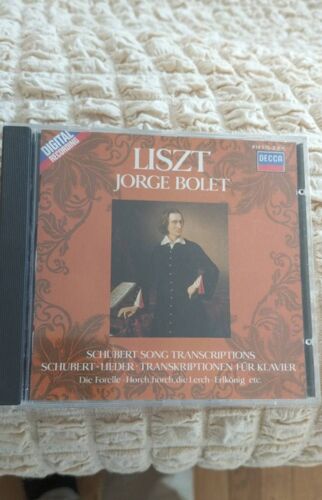 DIGITAL
RECORDING
LISZT
DECCA
JORGE BOLET
SCHUBERT SONG TRANSCRIPTIONS
SCHUBERT-LIEDER · TRANSKRIPTIONEN FÜR KLAVIER
Die Forelle · Horch, horch, die Lerch · Erlkönig etc.